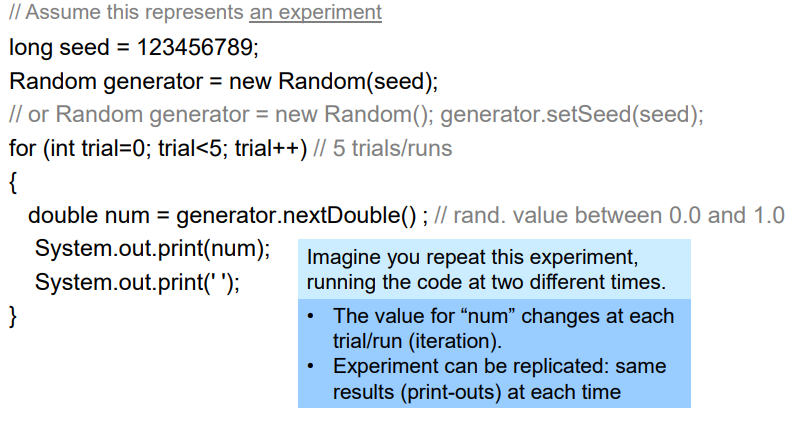 // Assume this represents an experiment
long seed = 123456789;
Random generator = new Random(seed);
// or Random generator = new Random(); generator.setSeed(seed);
for (int trial=0; trial<5; trial++) // 5 trials/runs
{
double num = generator.nextDouble() ; // rand. value between 0.0 and 1.0
System.out.print(num);
System.out.print(' ');
}
Imagine you repeat this experiment,
running the code at two different times.
• The value for “num” changes at each
trial/run (iteration).
• Experiment can be replicated: same
results (print-outs) at each time